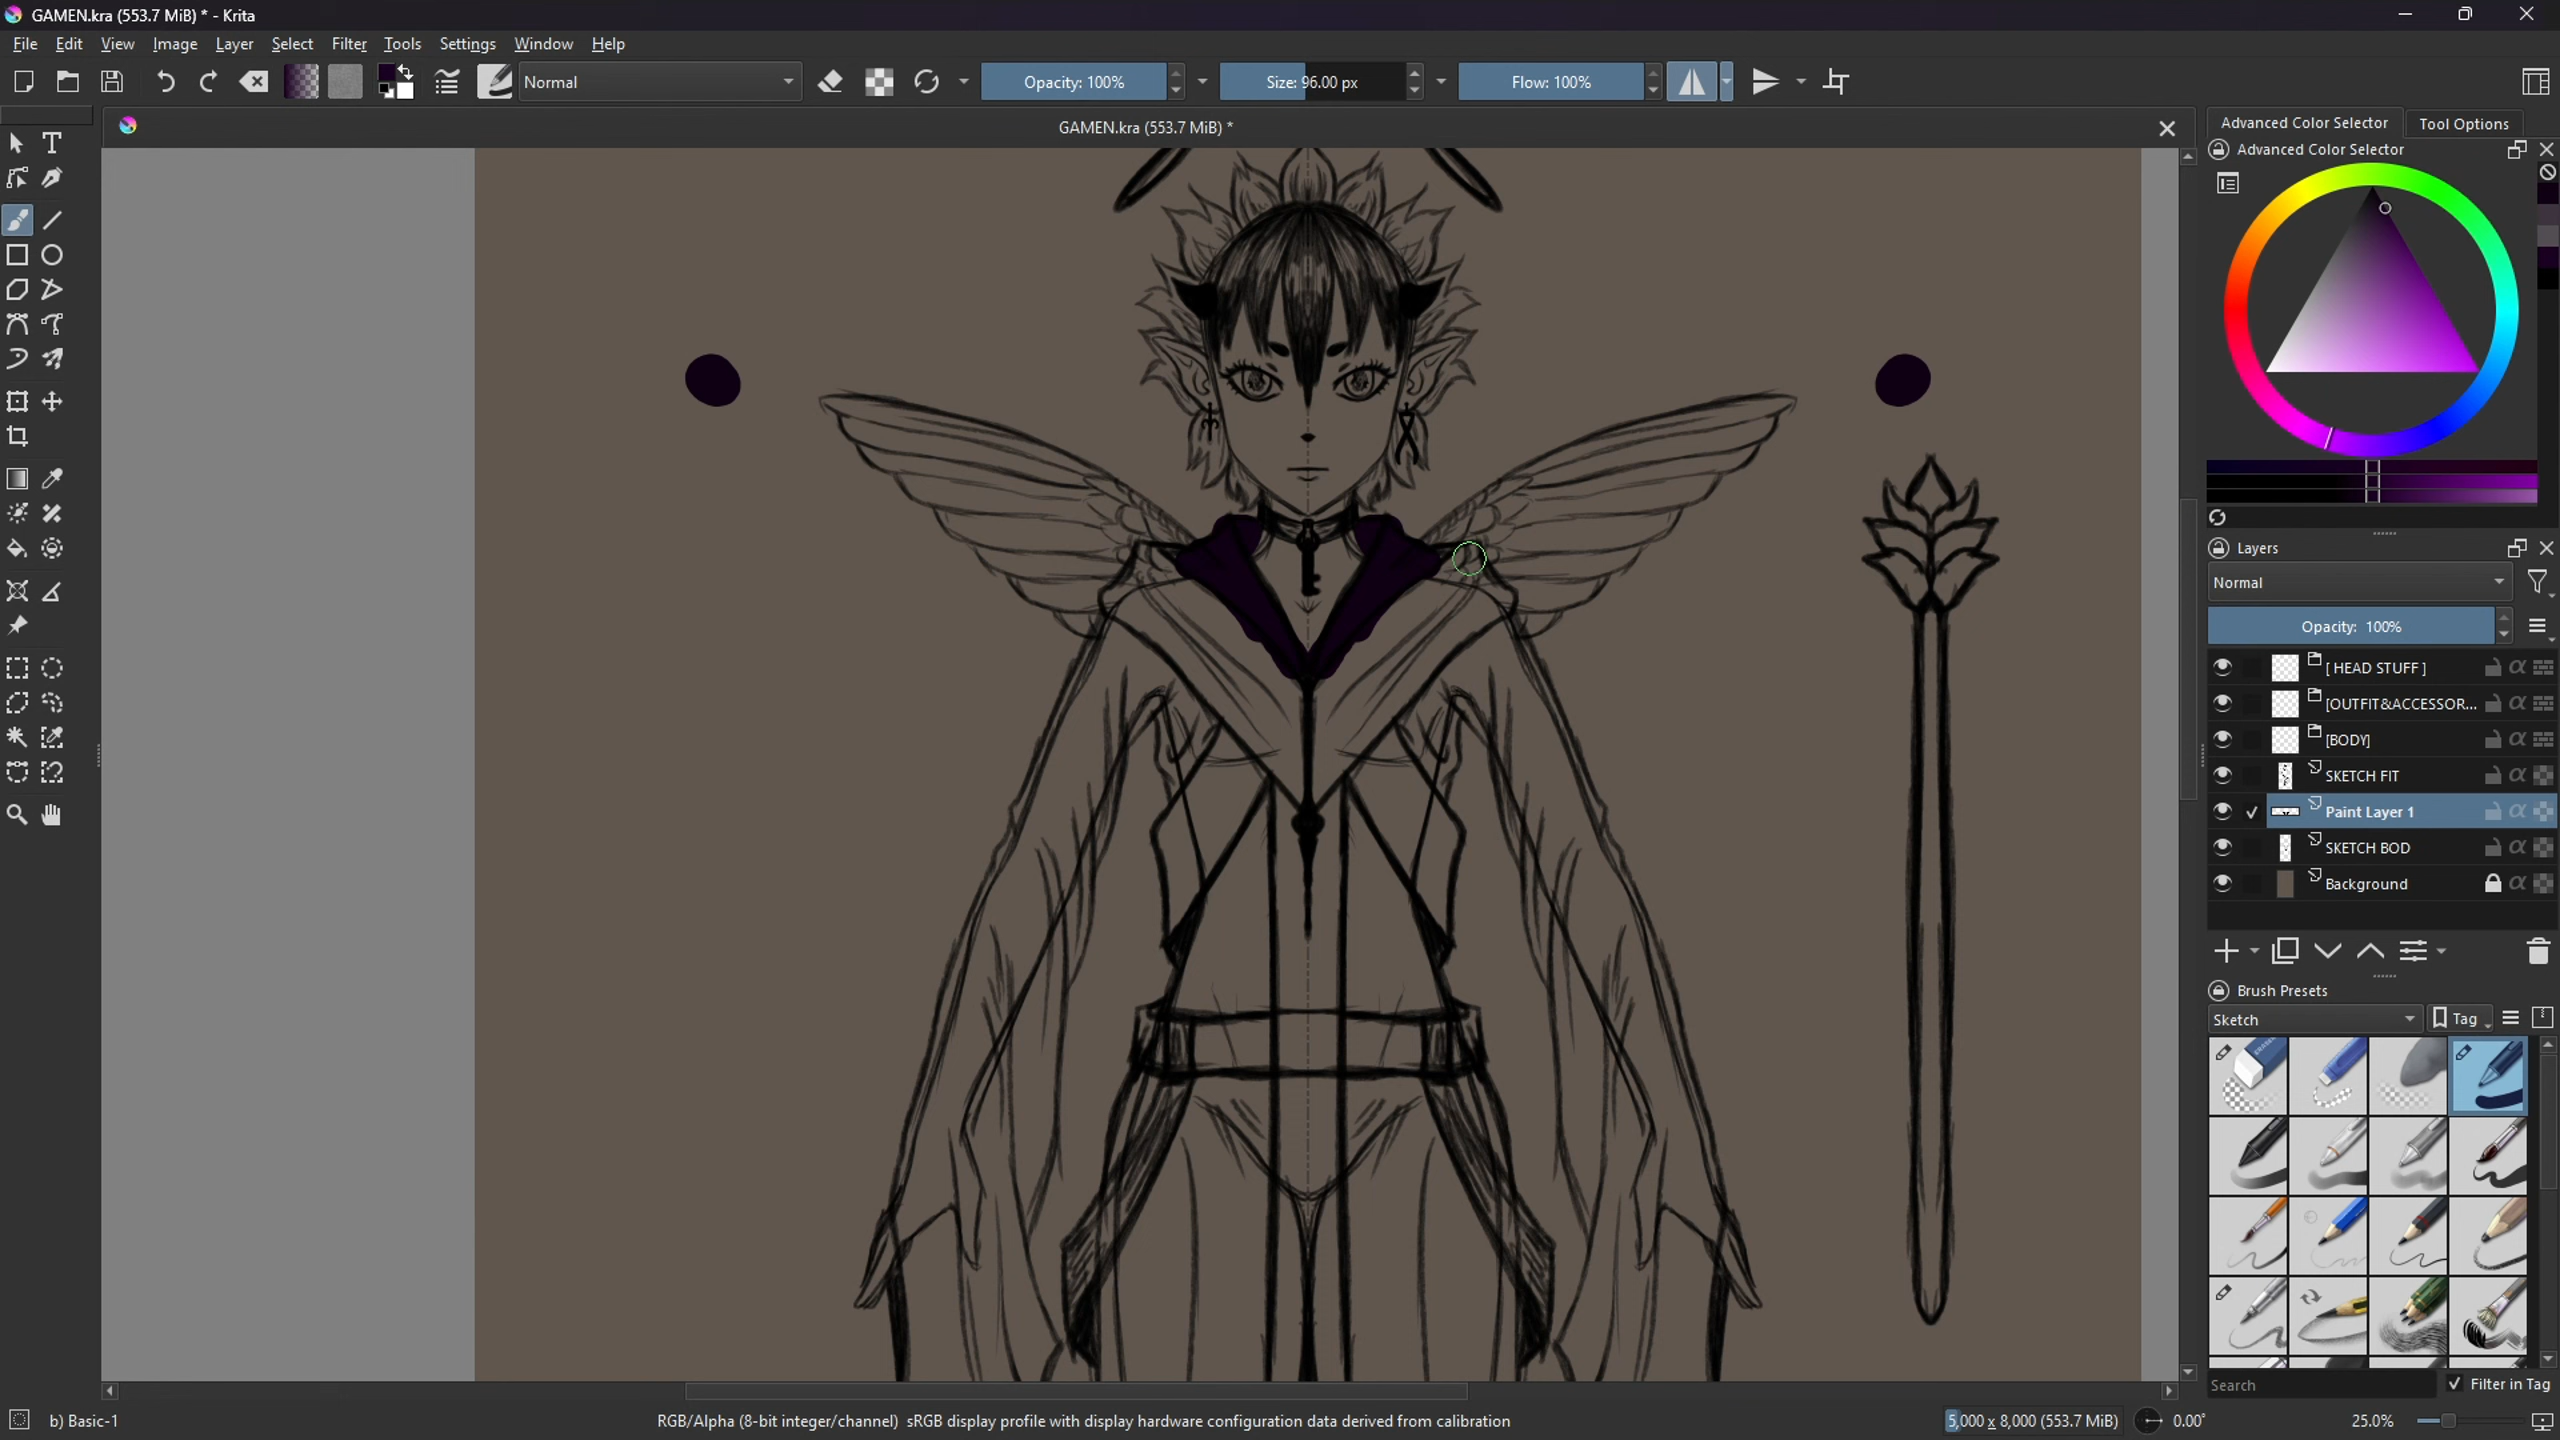 GAMEN.kra (553.7 MiB) * - Krita
File Edit View Image Layer Select Filter Tools Settings Window Help
Normal
Opacity: 100%
Size: 96.00 px
Flow: 100%
GAMEN.kra (553.7 MiB) *
Advanced Color Selector
Tool Options
Advanced Color Selector
Layers
Normal
Opacity: 100%
[ HEAD STUFF ]
[OUTFIT&ACCESSOR...
[BODY]
SKETCH FIT
Paint Layer 1
SKETCH BOD
Background
Brush Presets
Sketch
Tag
Search
Filter in Tag
b) Basic-1
RGB/Alpha (8-bit integer/channel) sRGB display profile with display hardware configuration data derived from calibration
5,000 x 8,000 (553.7 MiB)
0.00°
25.0%